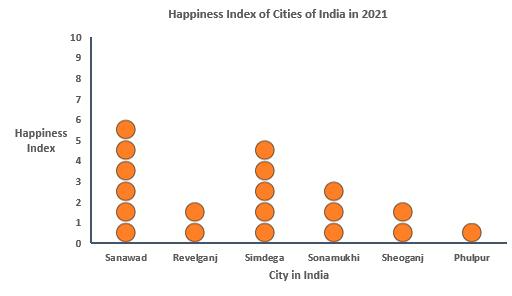 Happiness Index of Cities of India in 2021
10
9
8
7
6
5
4
3
2
1
0
Happiness
Index
Sanawad Revelganj Simdega Sonamukhi Sheoganj Phulpur
City in India